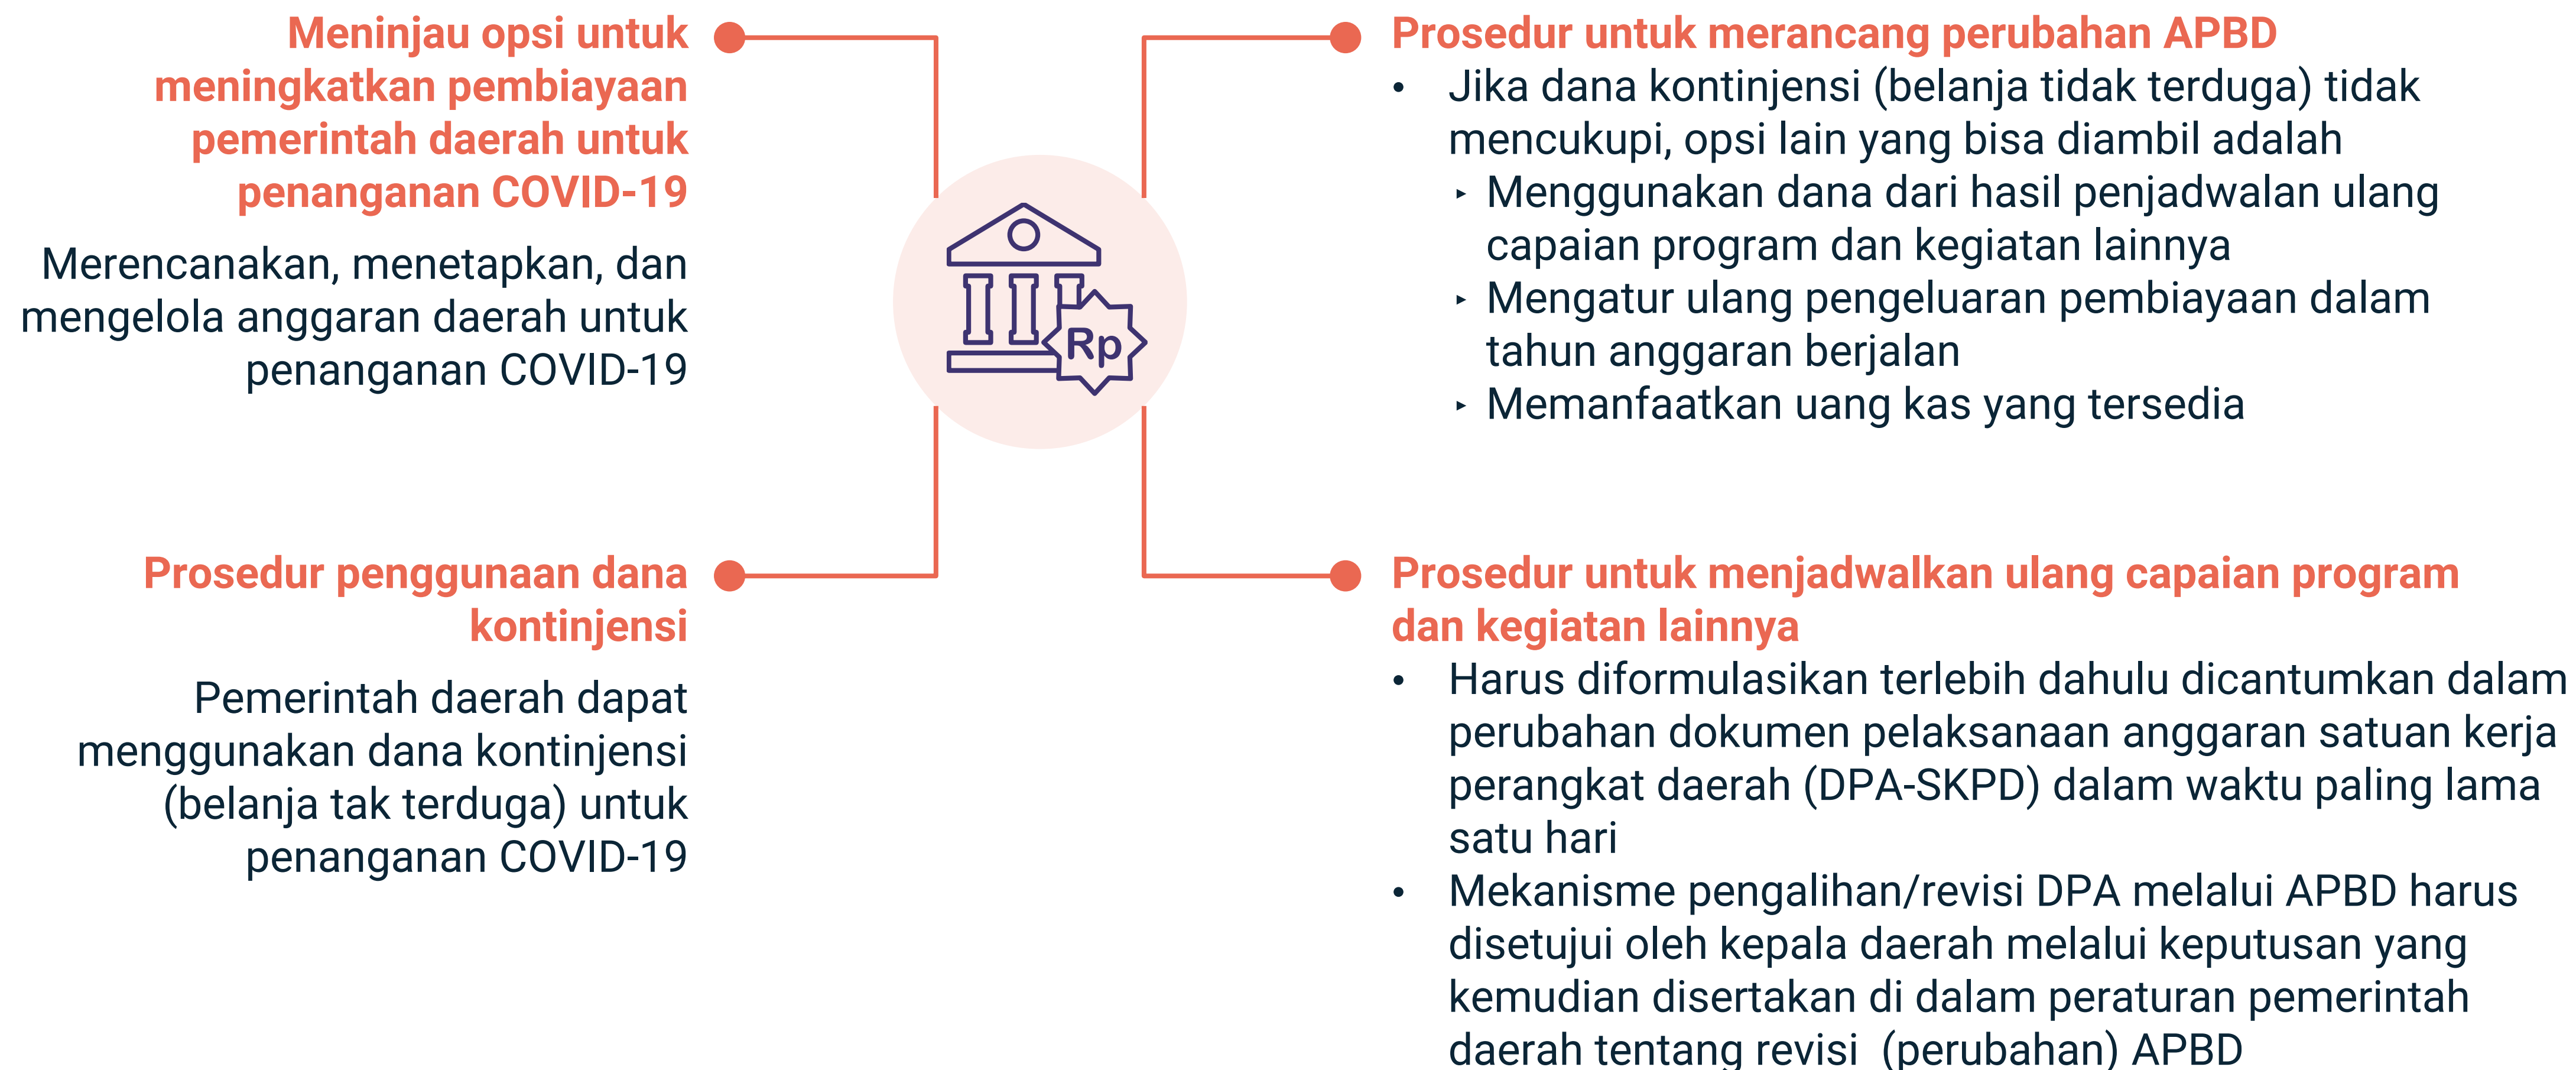 Meninjau opsi untuk
meningkatkan pembiayaan
pemerintah daerah untuk
penanganan COVID-19
Merencanakan, menetapkan, dan
mengelola anggaran daerah untuk
penanganan COVID-19
Prosedur penggunaan dana
kontinjensi
Pemerintah daerah dapat
menggunakan dana kontinjensi
(belanja tak terduga) untuk
penanganan COVID-19
Rp
Prosedur untuk merancang perubahan APBD
• Jika dana kontinjensi (belanja tidak terduga) tidak
mencukupi, opsi lain yang bisa diambil adalah
‣ Menggunakan dana dari hasil penjadwalan ulang
capaian program dan kegiatan lainnya
‣ Mengatur ulang pengeluaran pembiayaan dalam
tahun anggaran berjalan
‣ Memanfaatkan uang kas yang tersedia
Prosedur untuk menjadwalkan ulang capaian program
dan kegiatan lainnya
• Harus diformulasikan terlebih dahulu dicantumkan dalam
perubahan dokumen pelaksanaan anggaran satuan kerja
perangkat daerah (DPA-SKPD) dalam waktu paling lama
satu hari
• Mekanisme pengalihan/revisi DPA melalui APBD harus
disetujui oleh kepala daerah melalui keputusan yang
kemudian disertakan di dalam peraturan pemerintah
daerah tentang revisi (perubahan) APBD